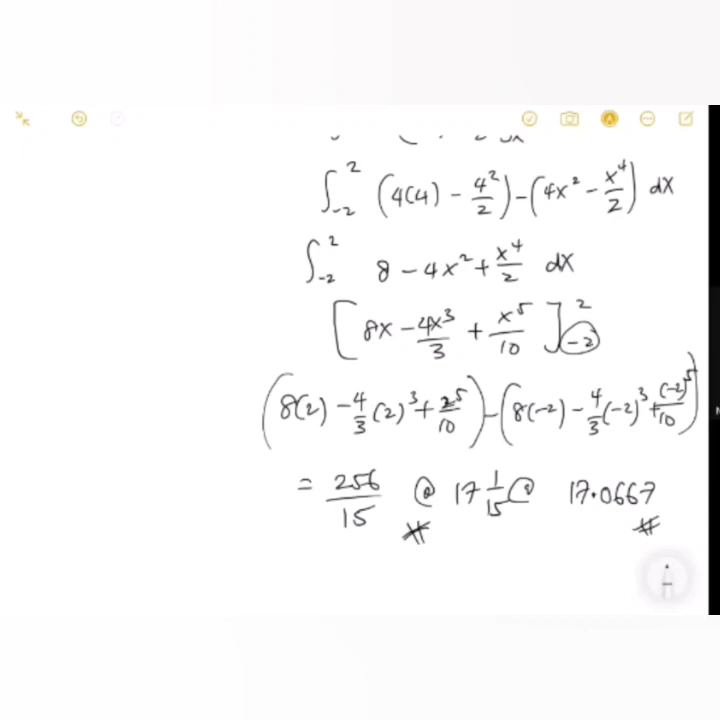 ∫₋₂² (4(4) - 4²/2) - (4x² - x⁴/2) dx
∫₋₂² 8 - 4x² + x⁴/2 dx
[8x - 4x³/3 + x⁵/10]₋₂²
(8(2) - 4/3 (2)³ + 2⁵/10) - (8(-2) - 4/3 (-2)³ + (-2)⁵/10)
= 256/15 @ 17 1/15 @ 17.0667